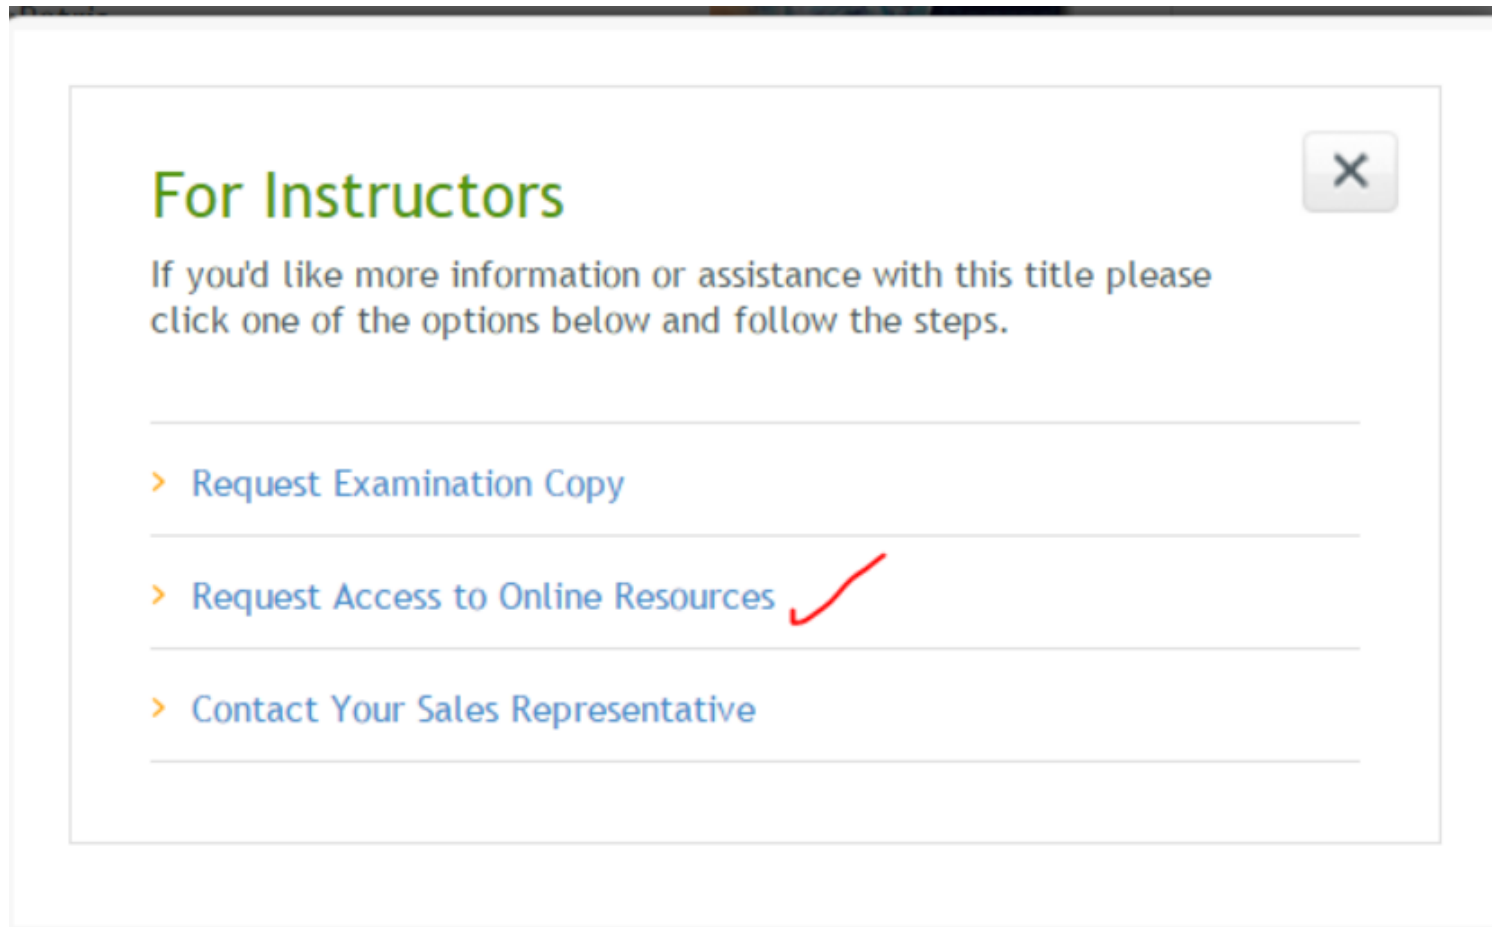 For Instructors
If you'd like more information or assistance with this title please
click one of the options below and follow the steps.
Request Examination Copy
Request Access to Online Resources
Contact Your Sales Representative